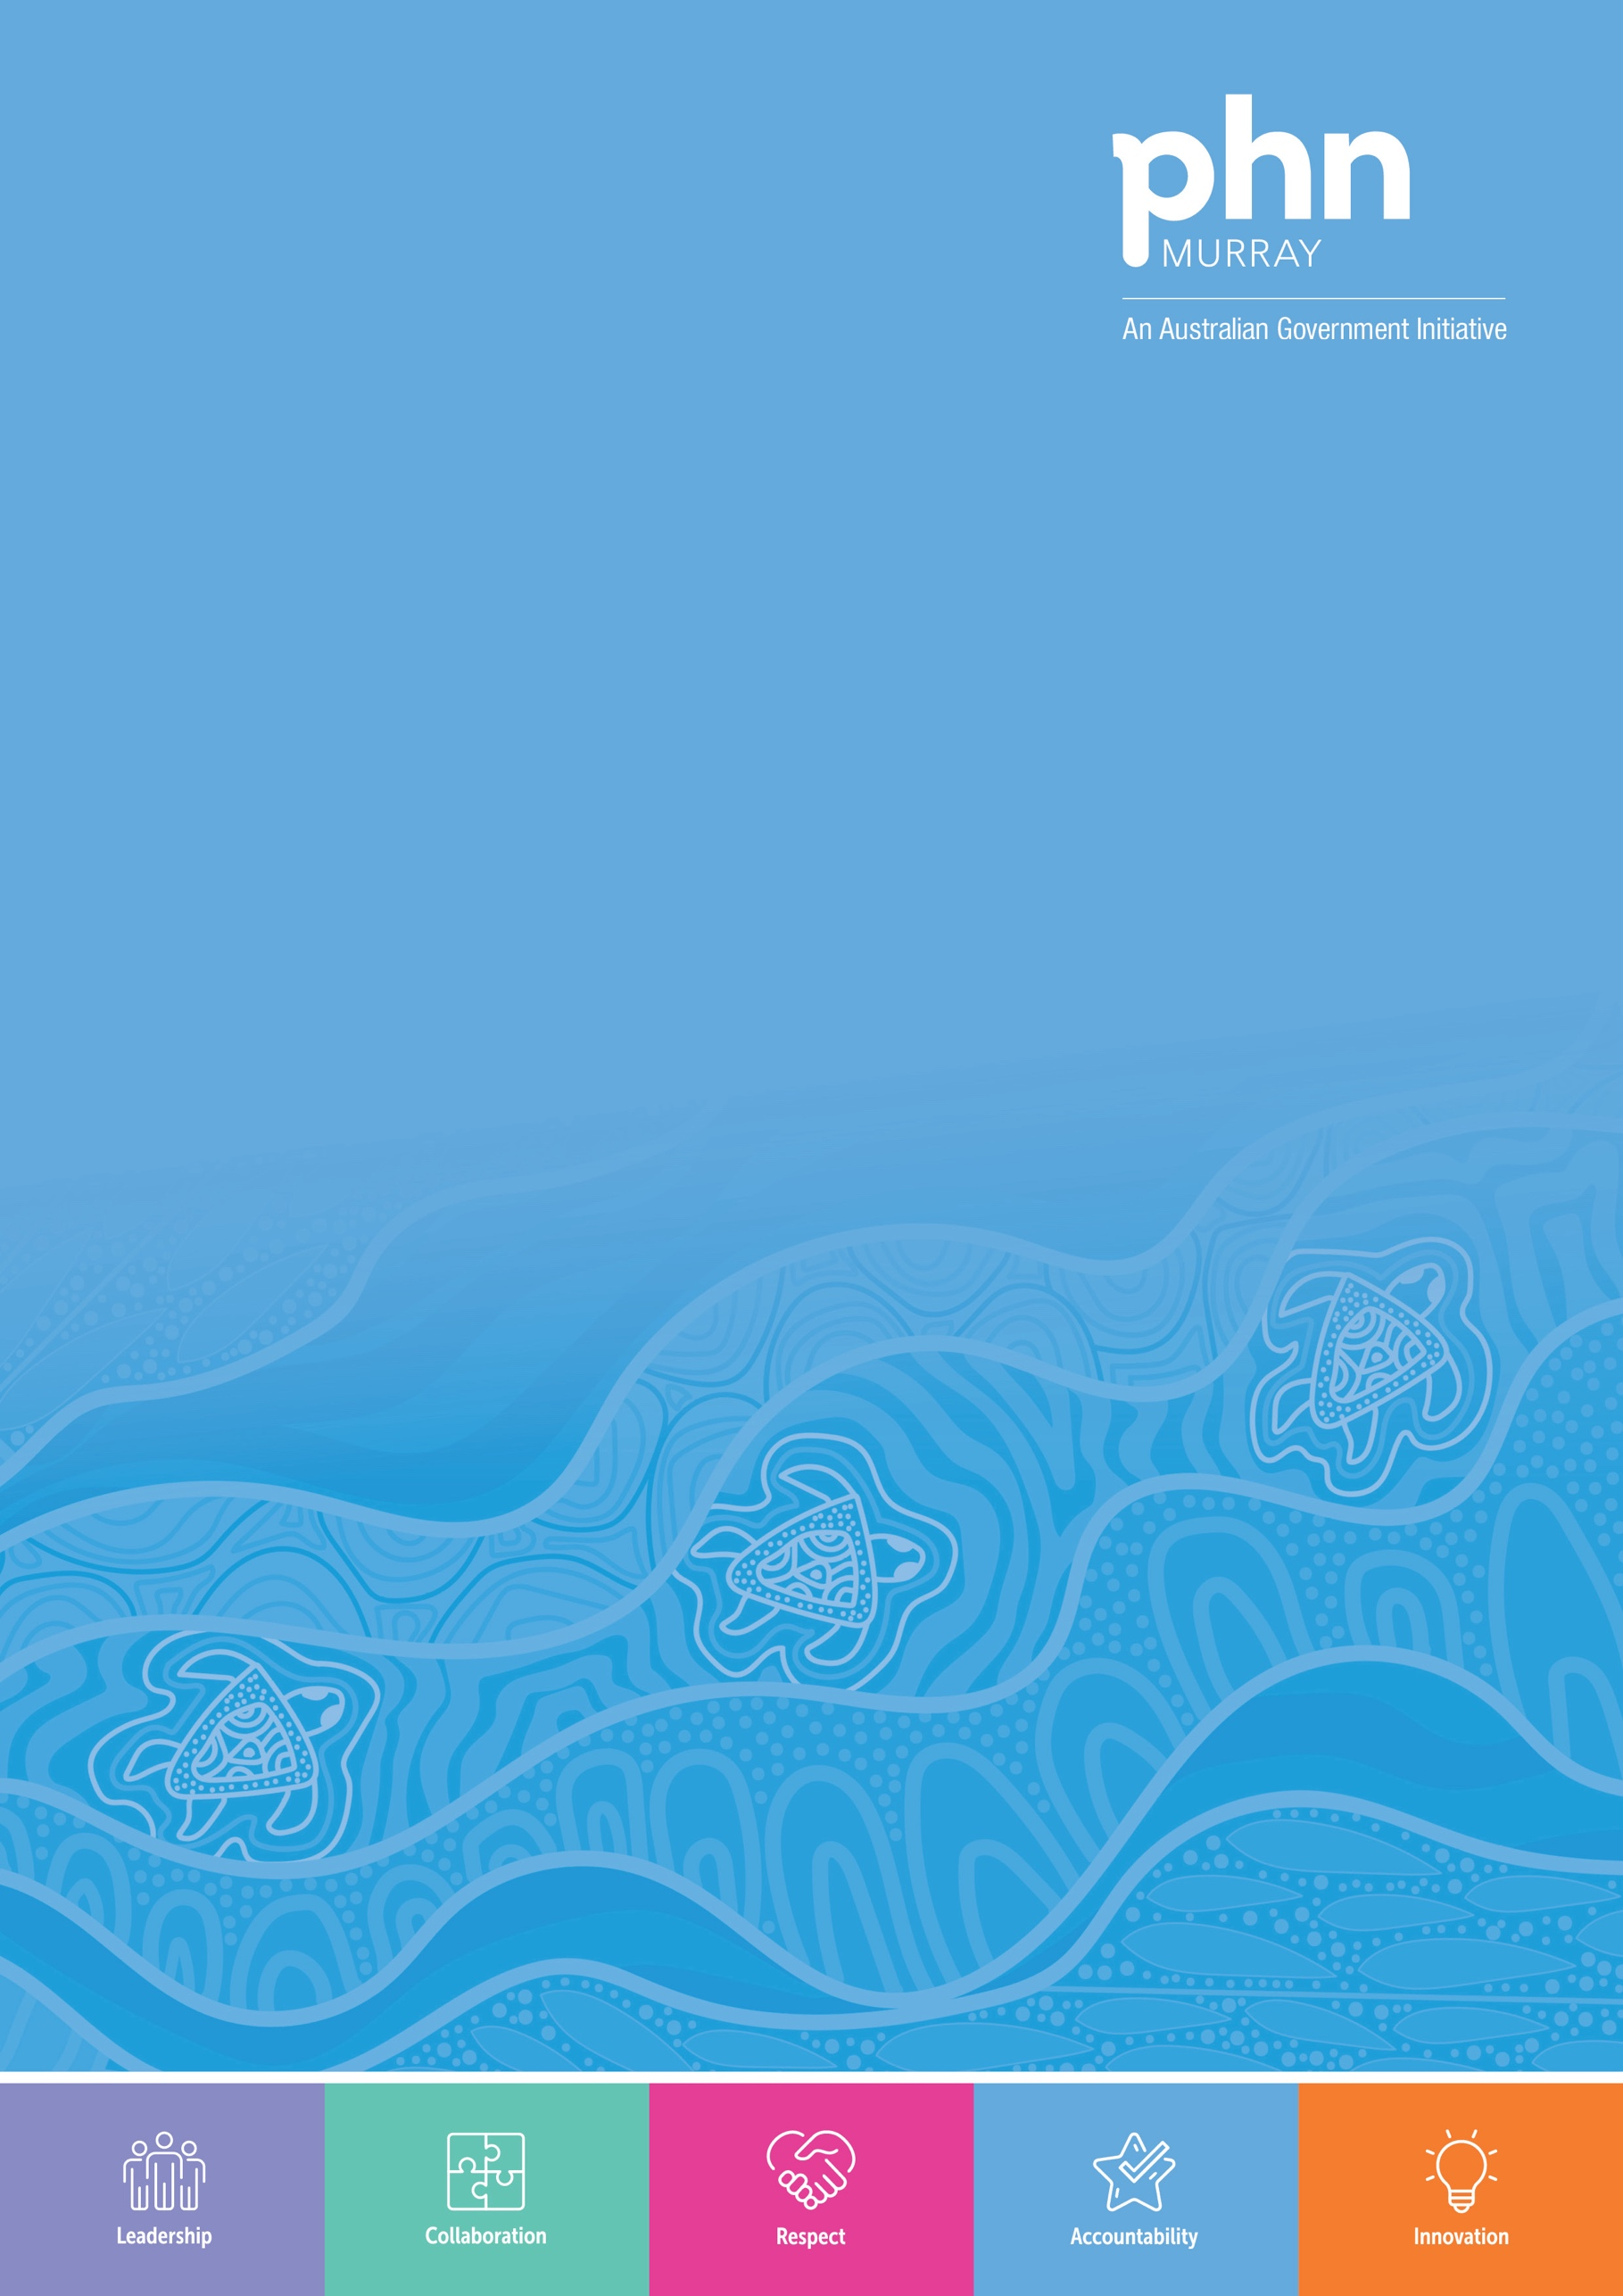 phn
MURRAY
An Australian Government Initiative
Leadership
Collaboration
Respect
Accountability
Innovation